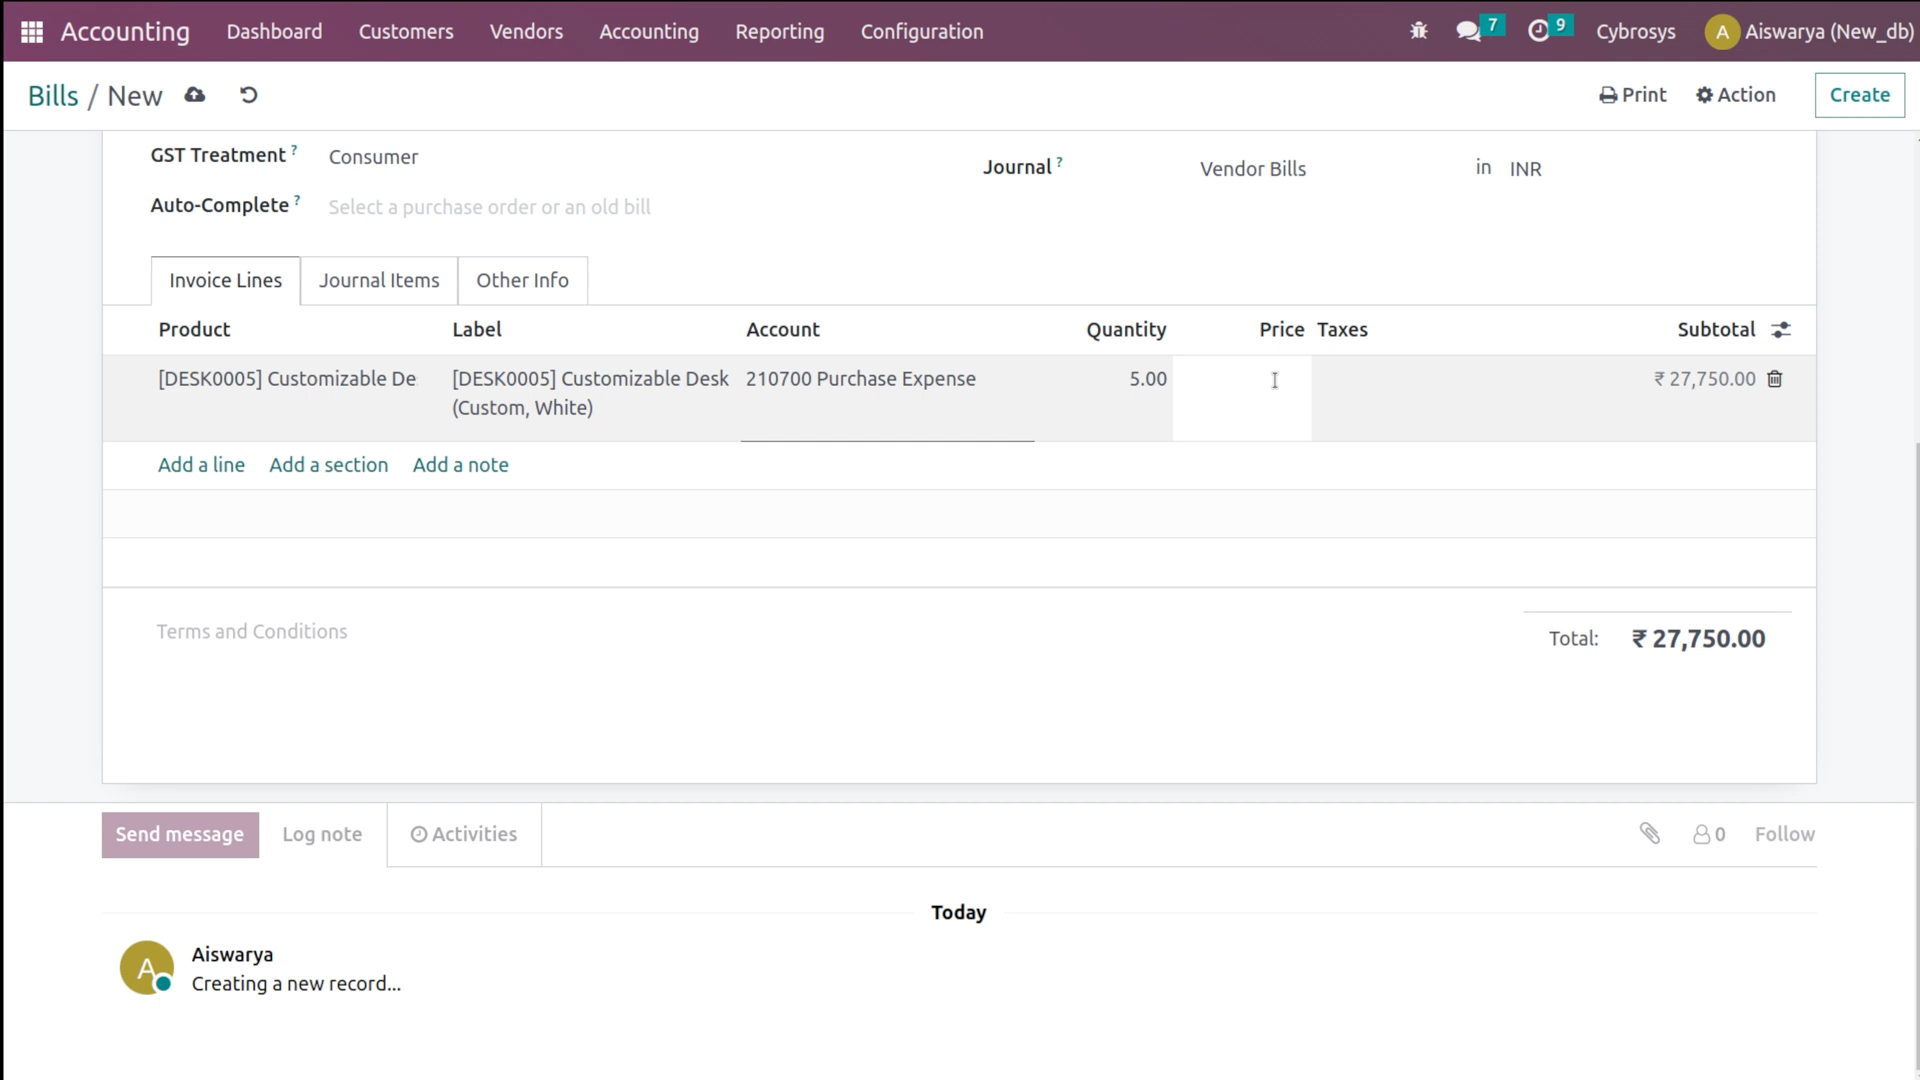 Accounting Dashboard Customers Vendors Accounting Reporting Configuration 7 9 Cybrosys A Aiswarya (New_db)
Bills / New Print Action Create
GST Treatment ? Consumer
Journal ? Vendor Bills in INR
Auto-Complete ? Select a purchase order or an old bill
Invoice Lines Journal Items Other Info
Product Label Account Quantity Price Taxes Subtotal
[DESK0005] Customizable De [DESK0005] Customizable Desk 210700 Purchase Expense 5.00 ₹ 27,750.00
(Custom, White)
Add a line Add a section Add a note
Terms and Conditions
Total: ₹ 27,750.00
Send message Log note Activities 0 Follow
Today
A Aiswarya
Creating a new record...